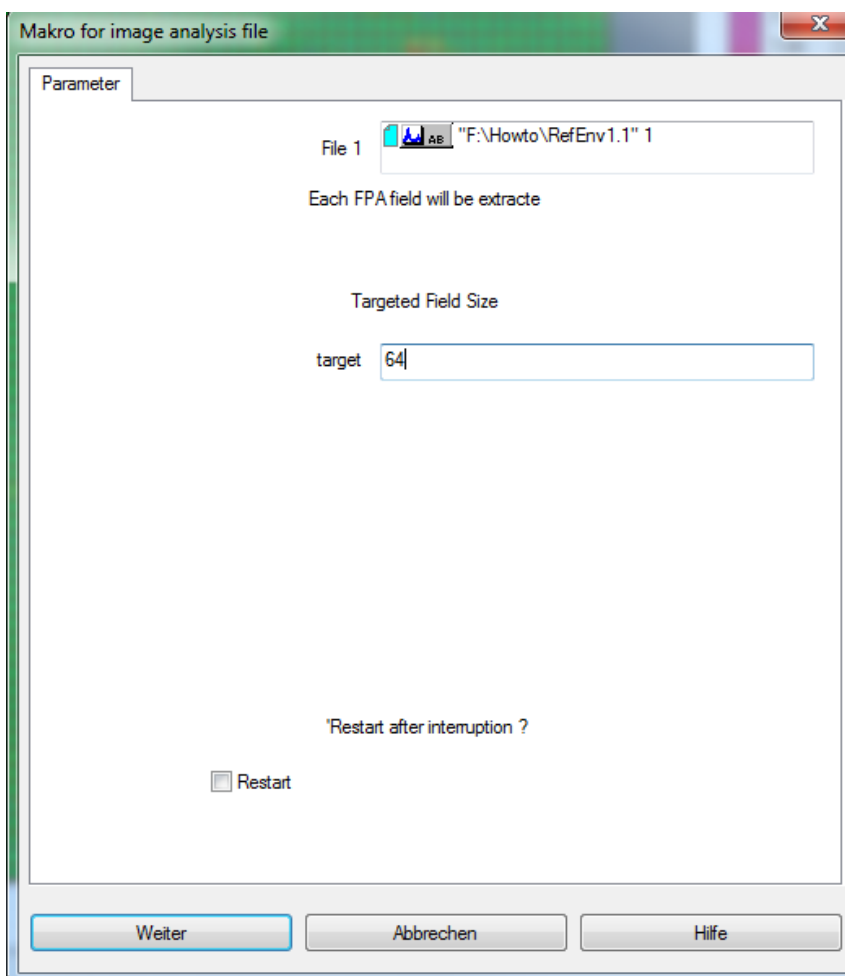 Makro for image analysis file
Parameter
File 1 AB "F:\Howto\RefEnv1.1" 1
Each FPA field will be extracte
Targeted Field Size
target 64
'Restart after interruption ?
Restart
Weiter Abbrechen Hilfe